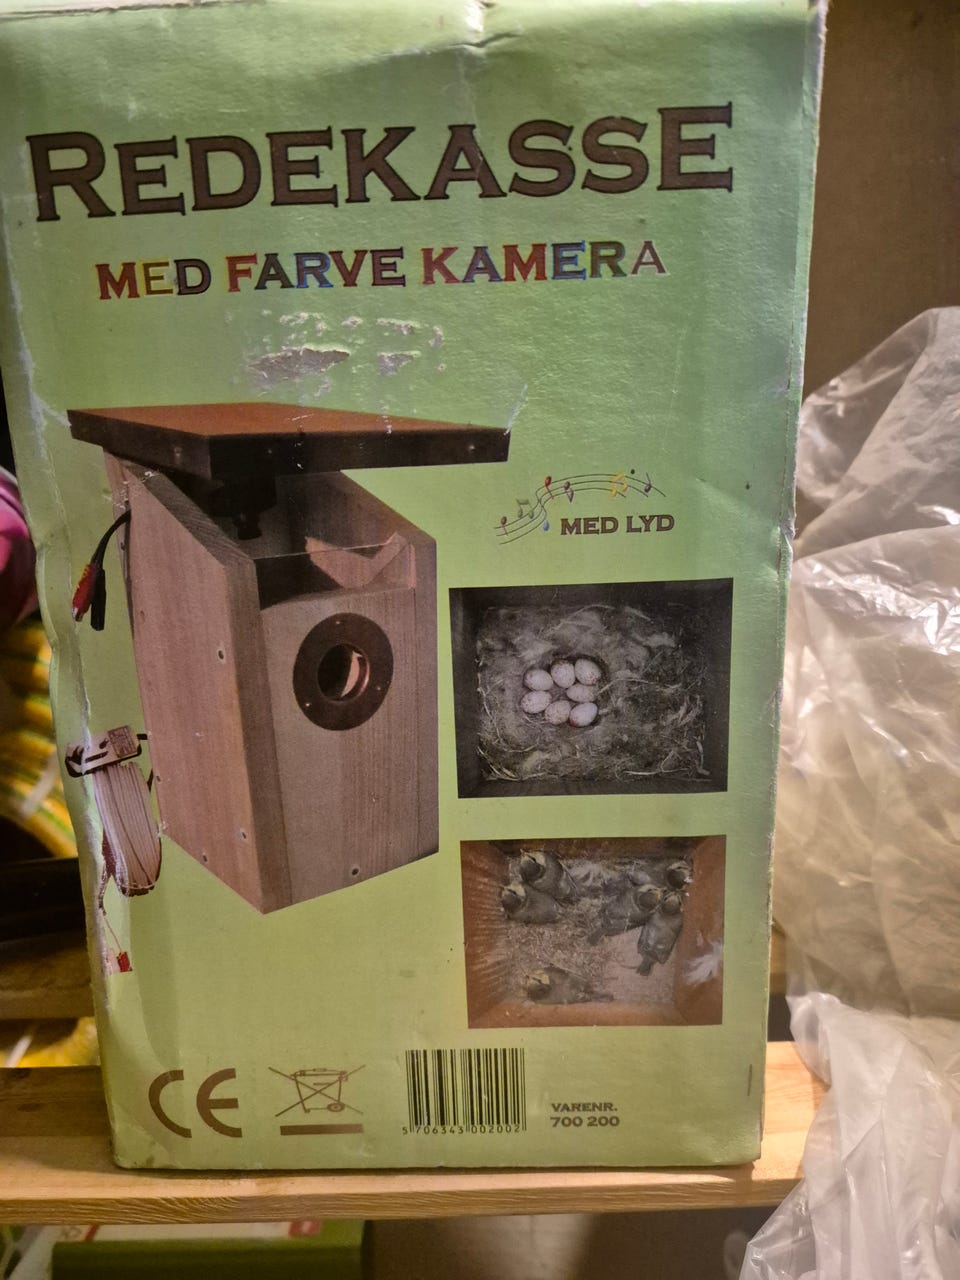 REDEKASSE
MED FARVE KAMERA
MED LYD
CE
5 706343 002002
VARENR.
700 200